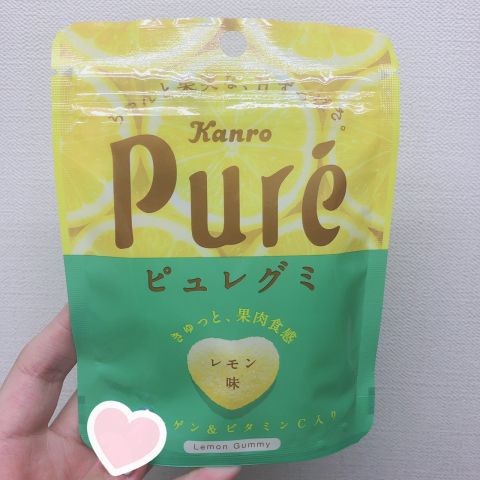 Kanro
Puré
ピュレグミ
きゅっと、果肉食感
レモン
味
ゲン&ビタミンC入り
Lemon Gummy